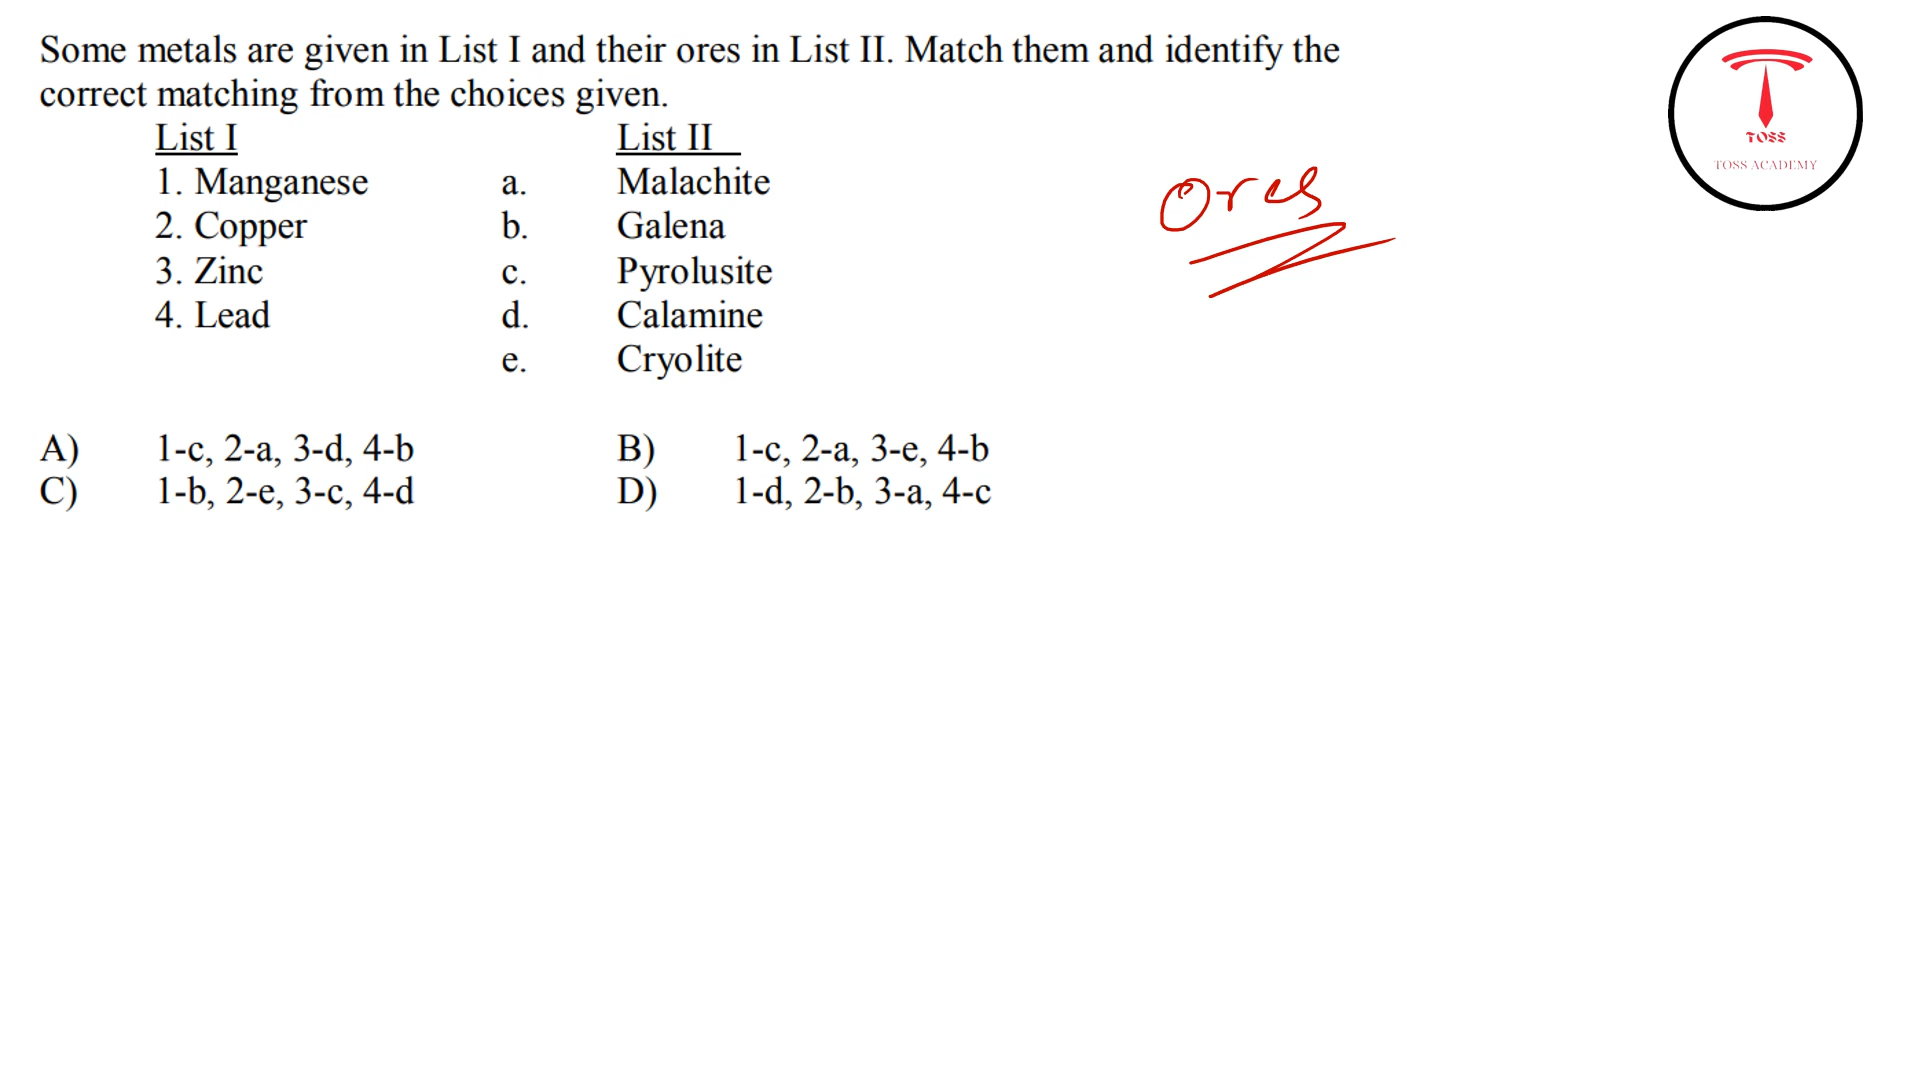 Some metals are given in List I and their ores in List II. Match them and identify the
correct matching from the choices given.
List I List II
1. Manganese a. Malachite
2. Copper b. Galena
3. Zinc c. Pyrolusite
4. Lead d. Calamine
e. Cryolite
A) 1-c, 2-a, 3-d, 4-b B) 1-c, 2-a, 3-e, 4-b
C) 1-b, 2-e, 3-c, 4-d D) 1-d, 2-b, 3-a, 4-c
Ores
TOSS
TOSS ACADEMY